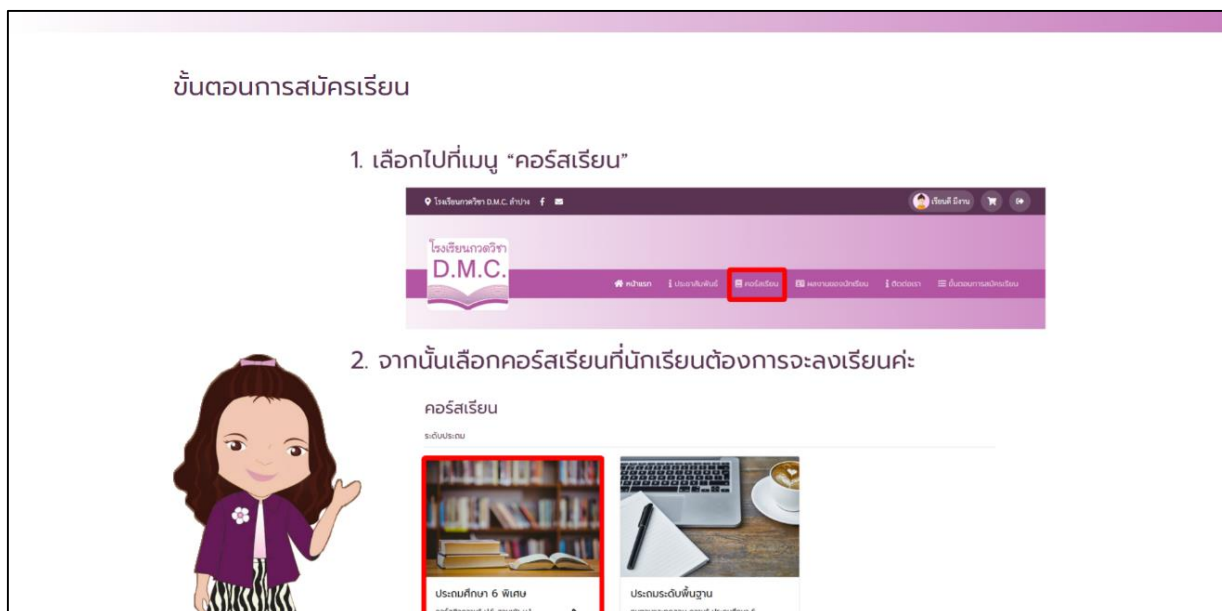 ขั้นตอนการสมัครเรียน
1. เลือกไปที่เมนู “คอร์สเรียน”
โรงเรียนกวดวิชา D.M.C. ลำปาง
เรียนดี มีงาน
โรงเรียนกวดวิชา
D.M.C.
หน้าแรก ประชาสัมพันธ์ คอร์สเรียน ผลงานของนักเรียน ติดต่อเรา ขั้นตอนการสมัครเรียน
2. จากนั้นเลือกคอร์สเรียนที่นักเรียนต้องการจะลงเรียนค่ะ
คอร์สเรียน
ระดับประถม
ประถมศึกษา 6 พิเศษ
ประถมระดับพื้นฐาน